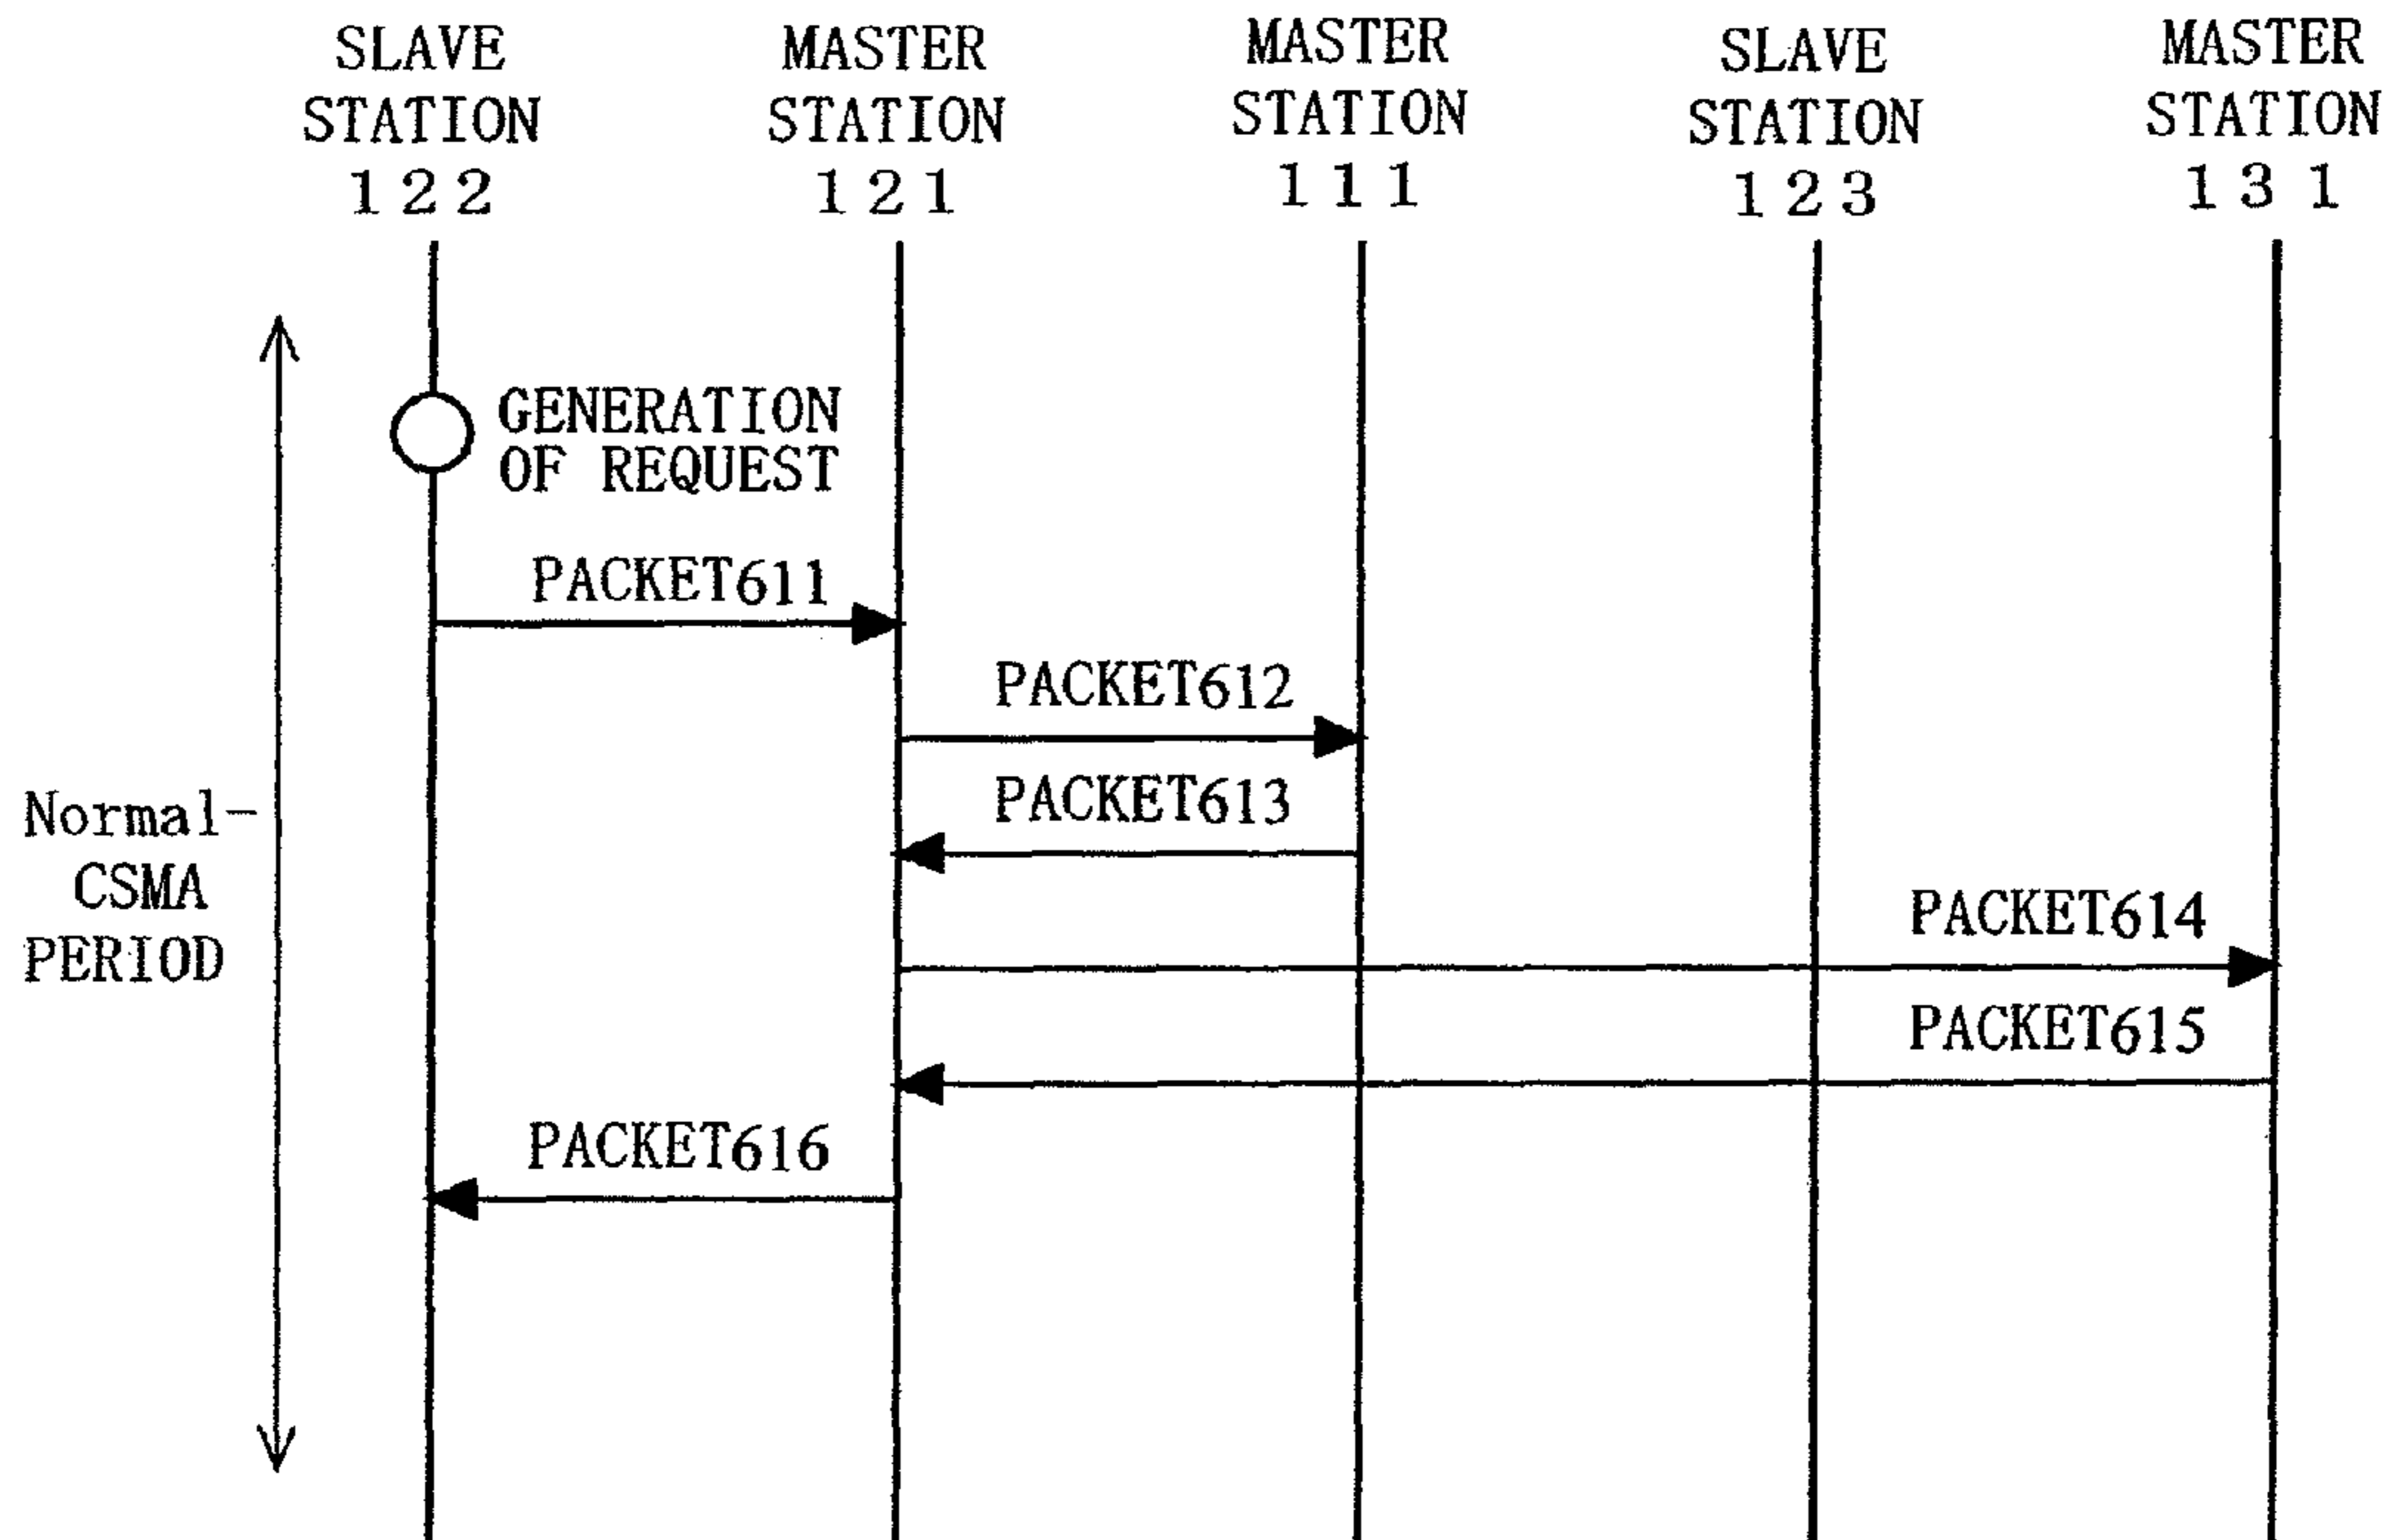 SLAVE
STATION
122
MASTER
STATION
121
MASTER
STATION
111
SLAVE
STATION
123
MASTER
STATION
131
GENERATION
OF REQUEST
PACKET611
PACKET612
PACKET613
Normal-
CSMA
PERIOD
PACKET614
PACKET615
PACKET616